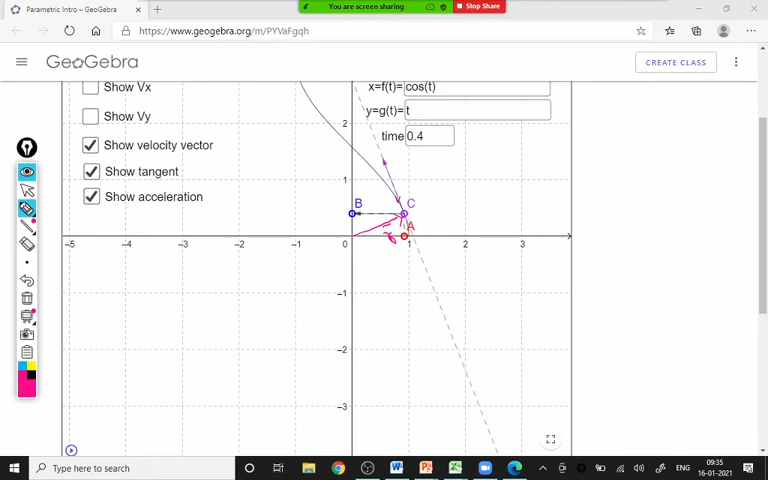 Parametric Intro – GeoGebra
You are screen sharing
Stop Share
https://www.geogebra.org/m/PYVaFgqh
GeoGebra
CREATE CLASS
Show Vx
x=f(t)= cos(t)
Show Vy
y=g(t)= t
time 0.4
Show velocity vector
Show tangent
Show acceleration
2
1
B
C
A
−5
−4
−3
−2
−1
0
1
2
3
−1
−2
−3
Type here to search
ENG
09:35
16-01-2021